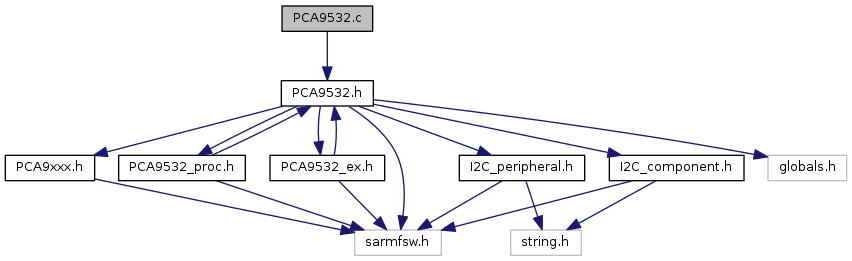 PCA9532.c
PCA9532.h
PCA9xxx.h
PCA9532_proc.h
PCA9532_ex.h
I2C_peripheral.h
I2C_component.h
globals.h
sarmfsw.h
string.h